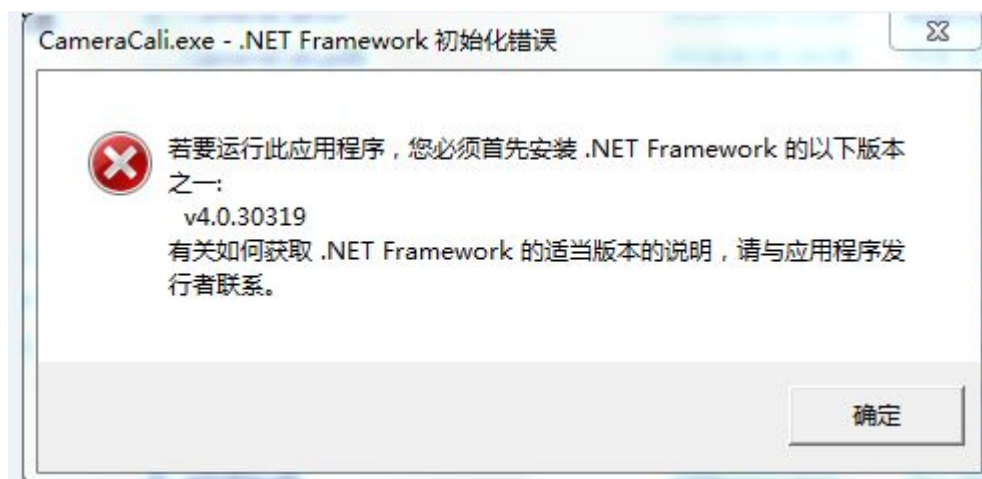 CameraCali.exe - .NET Framework 初始化错误
若要运行此应用程序，您必须首先安装 .NET Framework 的以下版本
之一:
v4.0.30319
有关如何获取 .NET Framework 的适当版本的说明，请与应用程序发
行者联系。
确定